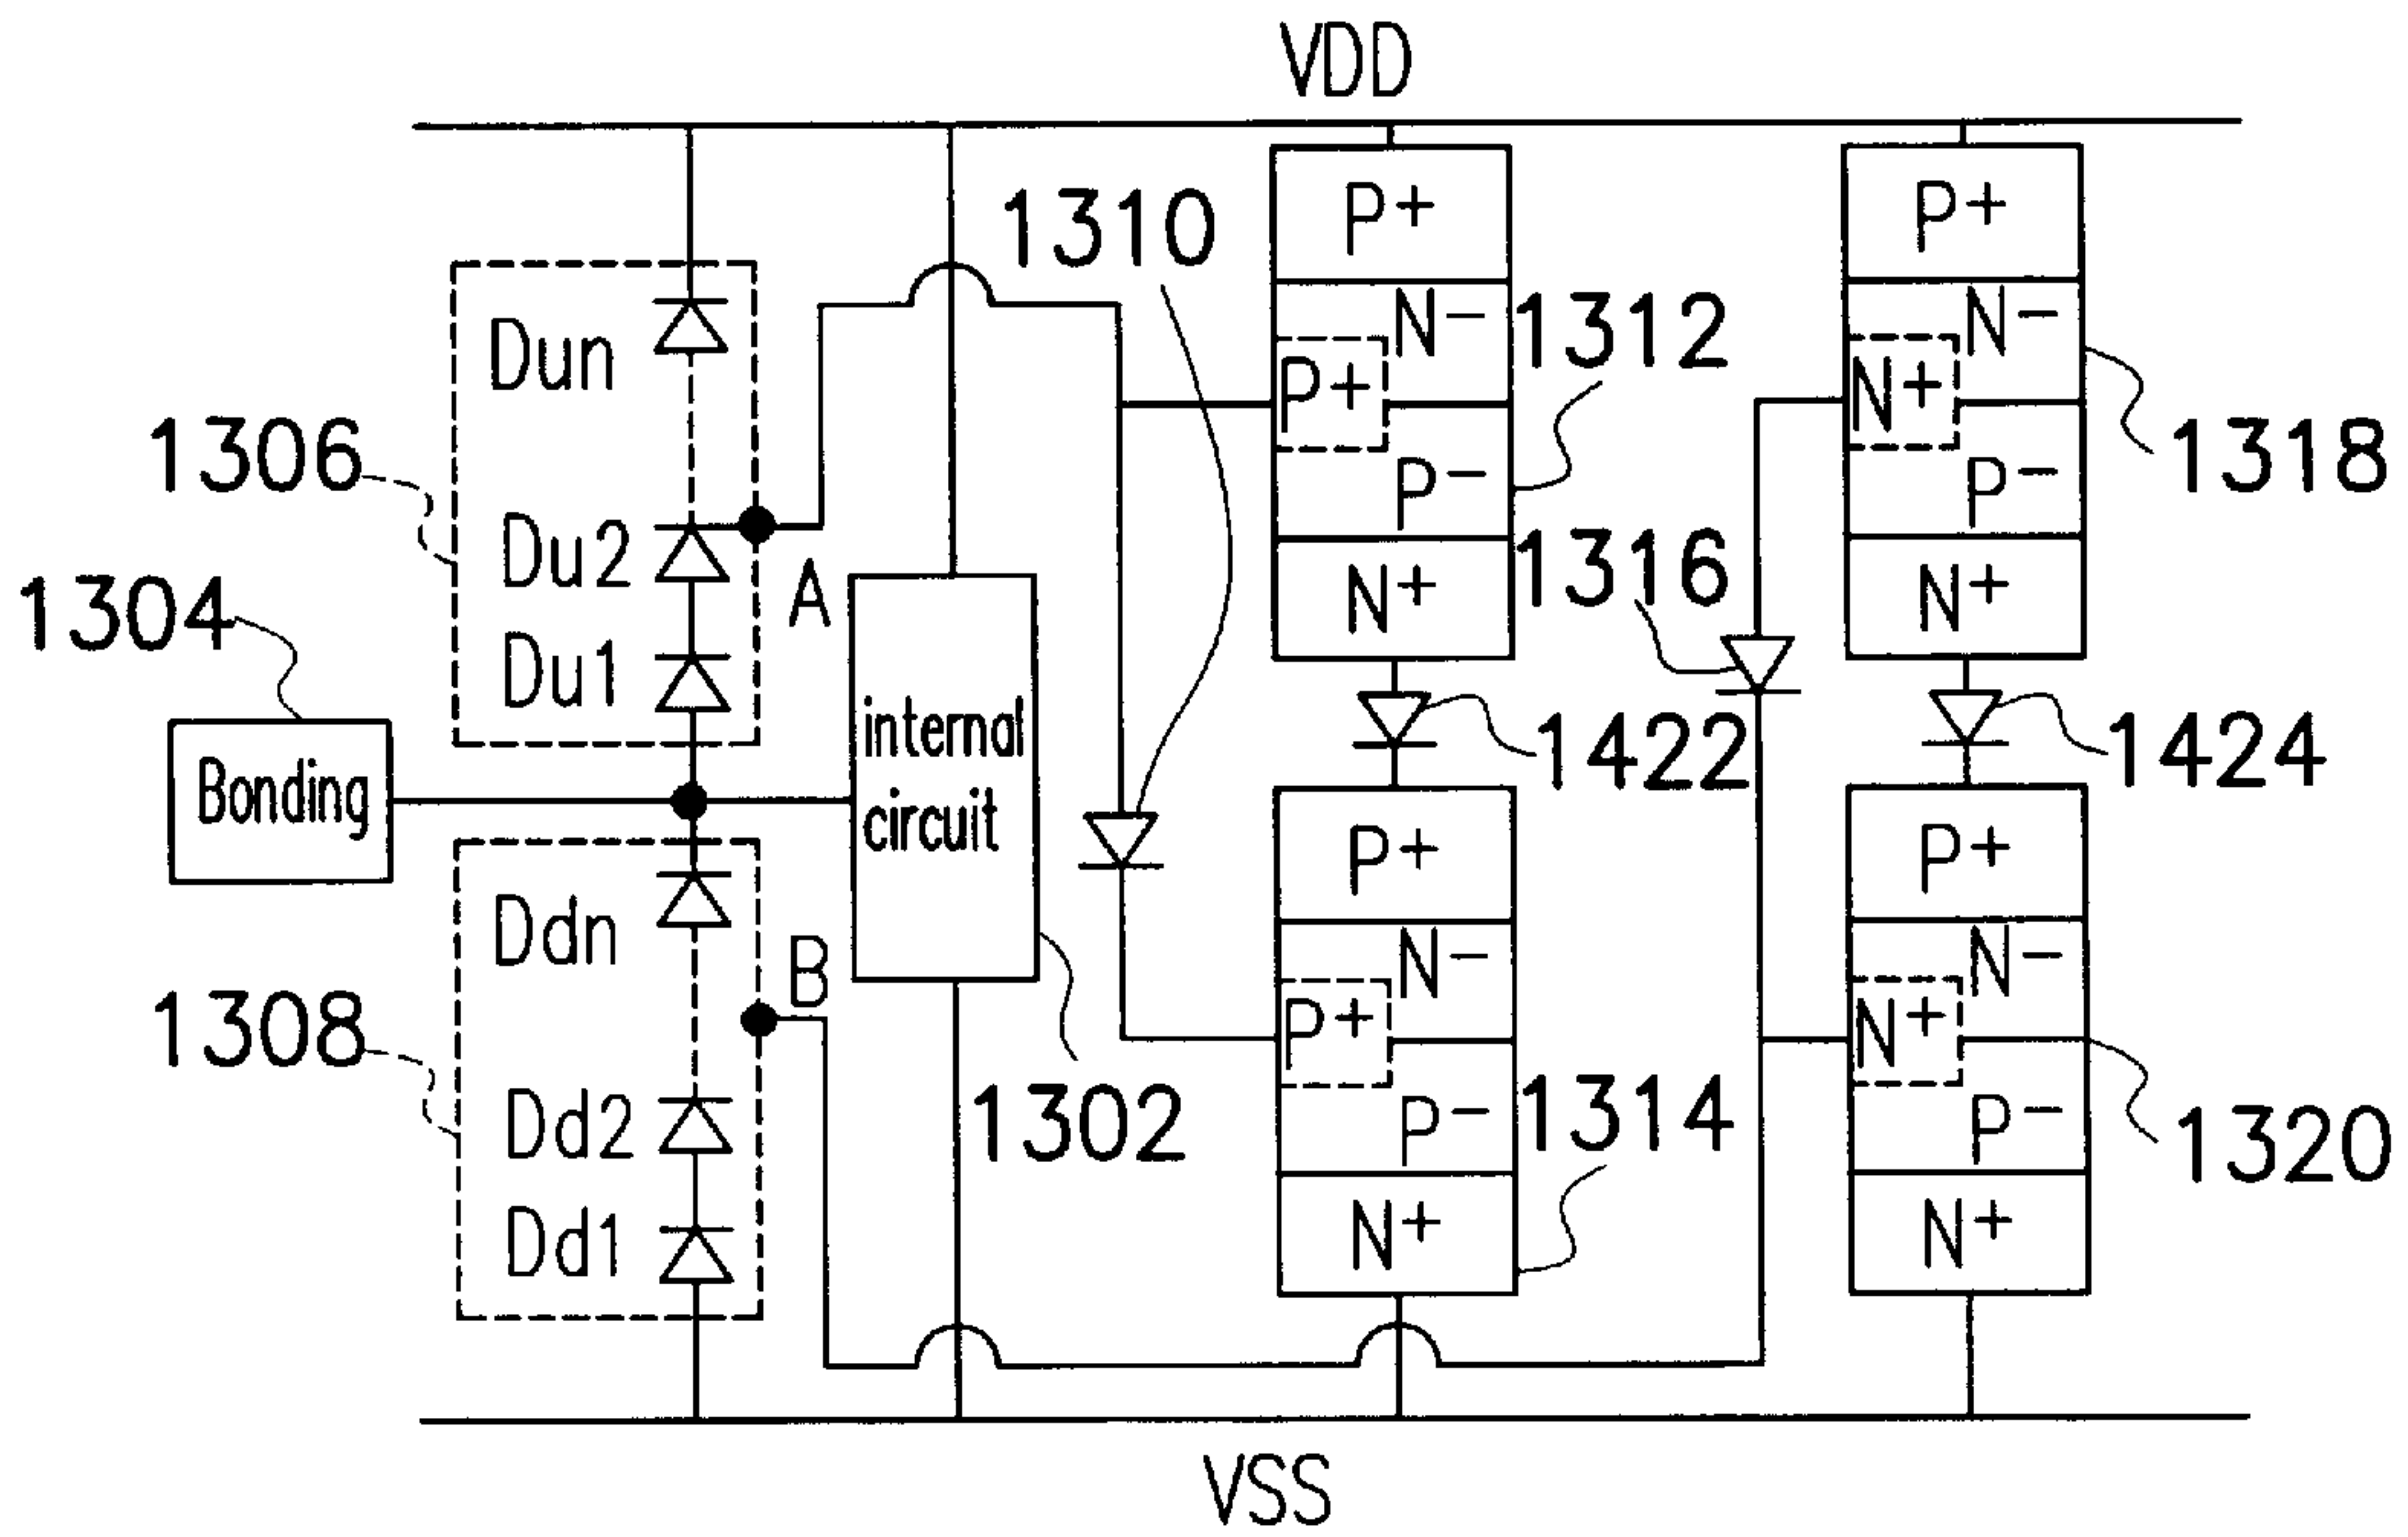 VDD
1310
P+
P+
Dun
N−
1312
N−
P+
N+
1306
P−
P−
1318
Du2
A
1316
N+
N+
1304
Du1
internal
circuit
1422
1424
Bonding
P+
P+
Ddn
B
N−
N−
1308
P+
N+
Dd2
1302
P−
1314
P−
1320
Dd1
N+
N+
VSS